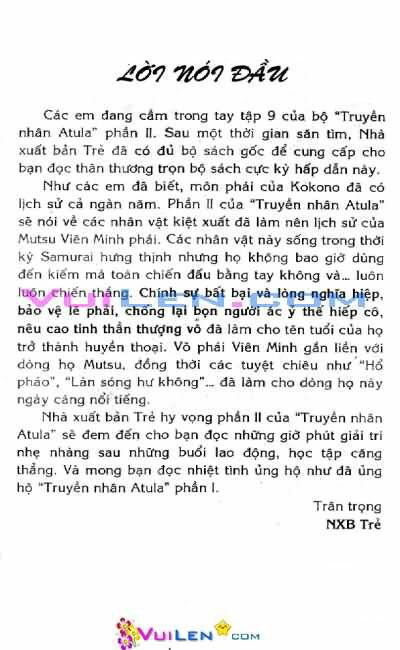 LỜI NÓI ĐẦU
Các em đang cầm trong tay tập 9 của bộ “Truyền
nhân Atula” phần II. Sau một thời gian săn tìm, Nhà
xuất bản Trẻ đã có đủ bộ sách gốc để cung cấp cho
bạn đọc thân thương trọn bộ sách cực kỳ hấp dẫn này.
Như các em đã biết, môn phái của Kokono đã có
lịch sử cả ngàn năm. Phần II của “Truyền nhân Atula”
sẽ nói về các nhân vật kiệt xuất đã làm nên lịch sử của
Mutsu Viên Minh phái. Các nhân vật này sống trong thời
kỳ Samurai hưng thịnh nhưng họ không bao giờ dùng
đến kiếm mà toàn chiến đấu bằng tay không và... luôn
luôn chiến thắng. Chính sự bất bại và lòng nghĩa hiệp,
bảo vệ lẽ phải, chống lại bọn người ác ỷ thế hiếp cô,
nêu cao tinh thần thượng võ đã làm cho tên tuổi của họ
trở thành huyền thoại. Võ phái Viên Minh gắn liền với
dòng họ Mutsu, đồng thời các tuyệt chiêu như “Hổ
pháo”, “Làn sóng hư không”... đã làm cho dòng họ này
ngày càng nổi tiếng.
Nhà xuất bản Trẻ hy vọng phần II của “Truyền nhân
Atula” sẽ đem đến cho bạn đọc những giờ phút giải trí
nhẹ nhàng sau những buổi lao động, học tập căng
thẳng. Và mong bạn đọc nhiệt tình ủng hộ như đã ủng
hộ “Truyền nhân Atula” phần I.
Trân trọng
NXB Trẻ
VUILEN.COM
VUILEN.COM